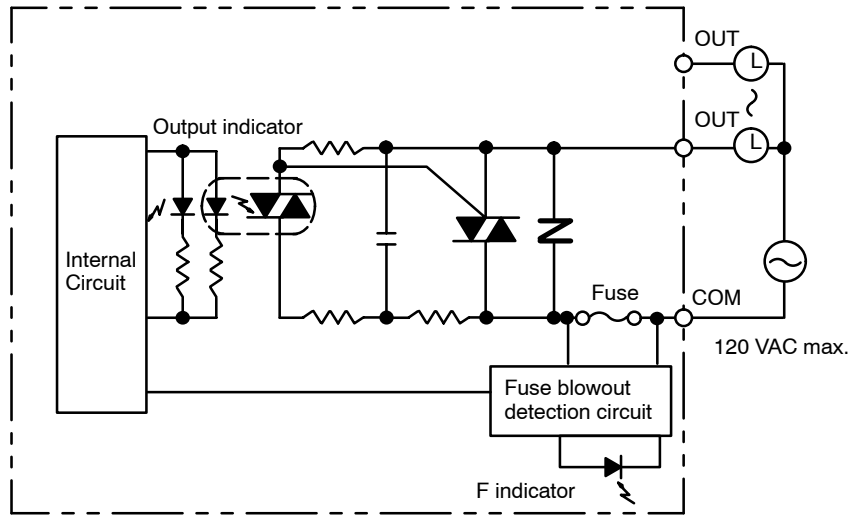 OUT
L
OUT
L
Output indicator
Internal
Circuit
Fuse
COM
120 VAC max.
Fuse blowout
detection circuit
F indicator